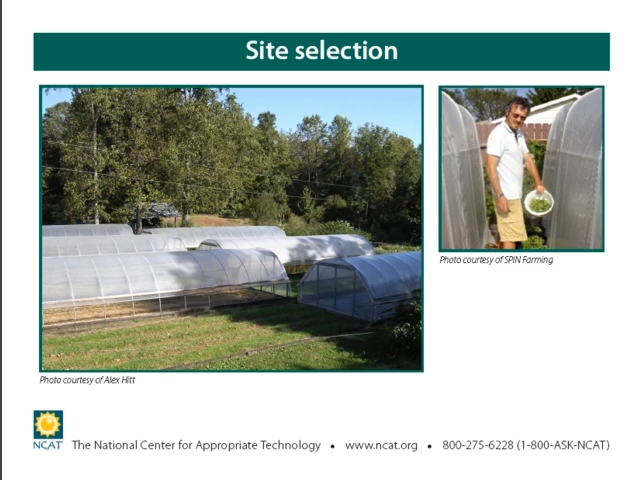 Site selection
Photo courtesy of SPIN Farming
Photo courtesy of Alex Hitt
NCAT
The National Center for Appropriate Technology • www.ncat.org • 800-275-6228 (1-800-ASK-NCAT)